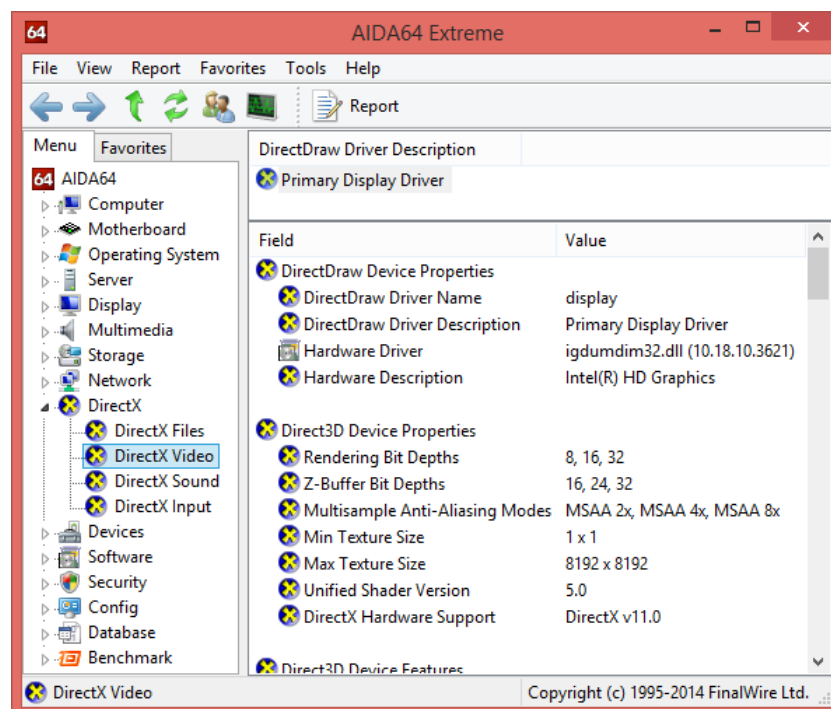 64 AIDA64 Extreme
File View Report Favorites Tools Help
Report
Menu Favorites
64 AIDA64
Computer
Motherboard
Operating System
Server
Display
Multimedia
Storage
Network
DirectX
DirectX Files
DirectX Video
DirectX Sound
DirectX Input
Devices
Software
Security
Config
Database
Benchmark
DirectDraw Driver Description
Primary Display Driver
Field Value
DirectDraw Device Properties
DirectDraw Driver Name display
DirectDraw Driver Description Primary Display Driver
Hardware Driver igdumdim32.dll (10.18.10.3621)
Hardware Description Intel(R) HD Graphics
Direct3D Device Properties
Rendering Bit Depths 8, 16, 32
Z-Buffer Bit Depths 16, 24, 32
Multisample Anti-Aliasing Modes MSAA 2x, MSAA 4x, MSAA 8x
Min Texture Size 1 x 1
Max Texture Size 8192 x 8192
Unified Shader Version 5.0
DirectX Hardware Support DirectX v11.0
Direct3D Device Features
DirectX Video Copyright (c) 1995-2014 FinalWire Ltd.